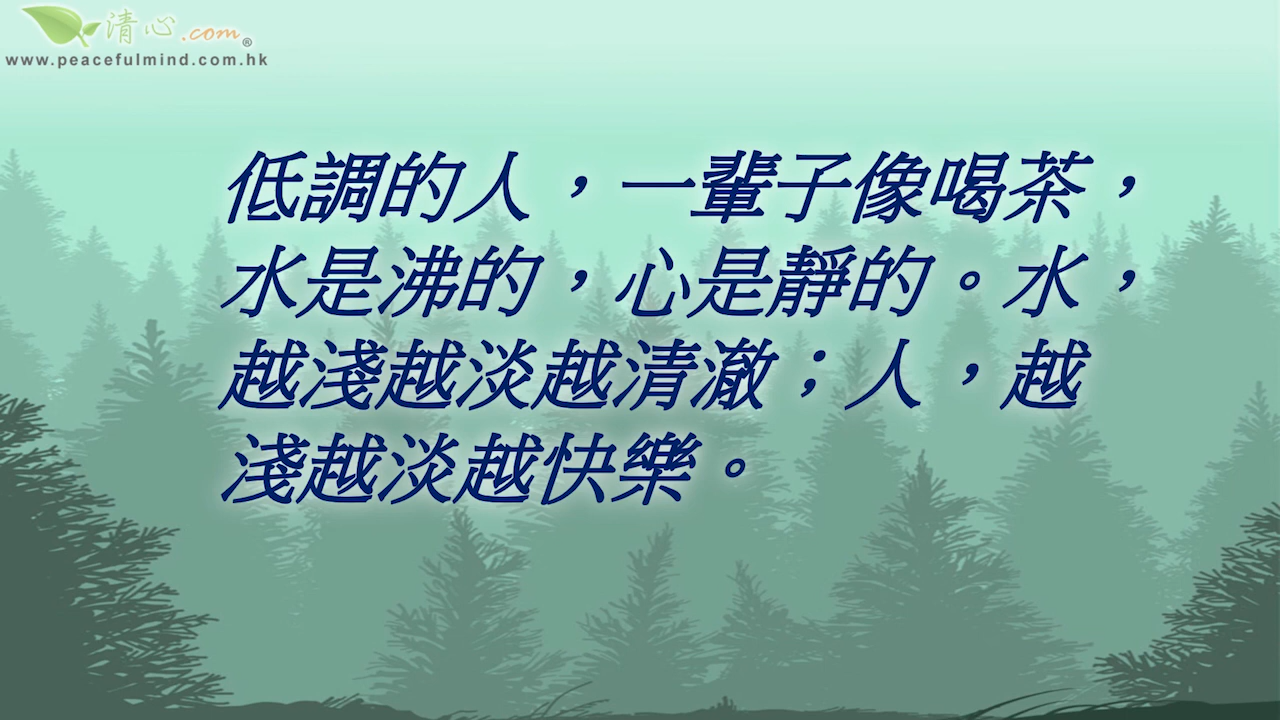 清心.com®
www.peacefulmind.com.hk
低調的人，一輩子像喝茶，
水是沸的，心是靜的。水，
越淺越淡越清澈；人，越
淺越淡越快樂。